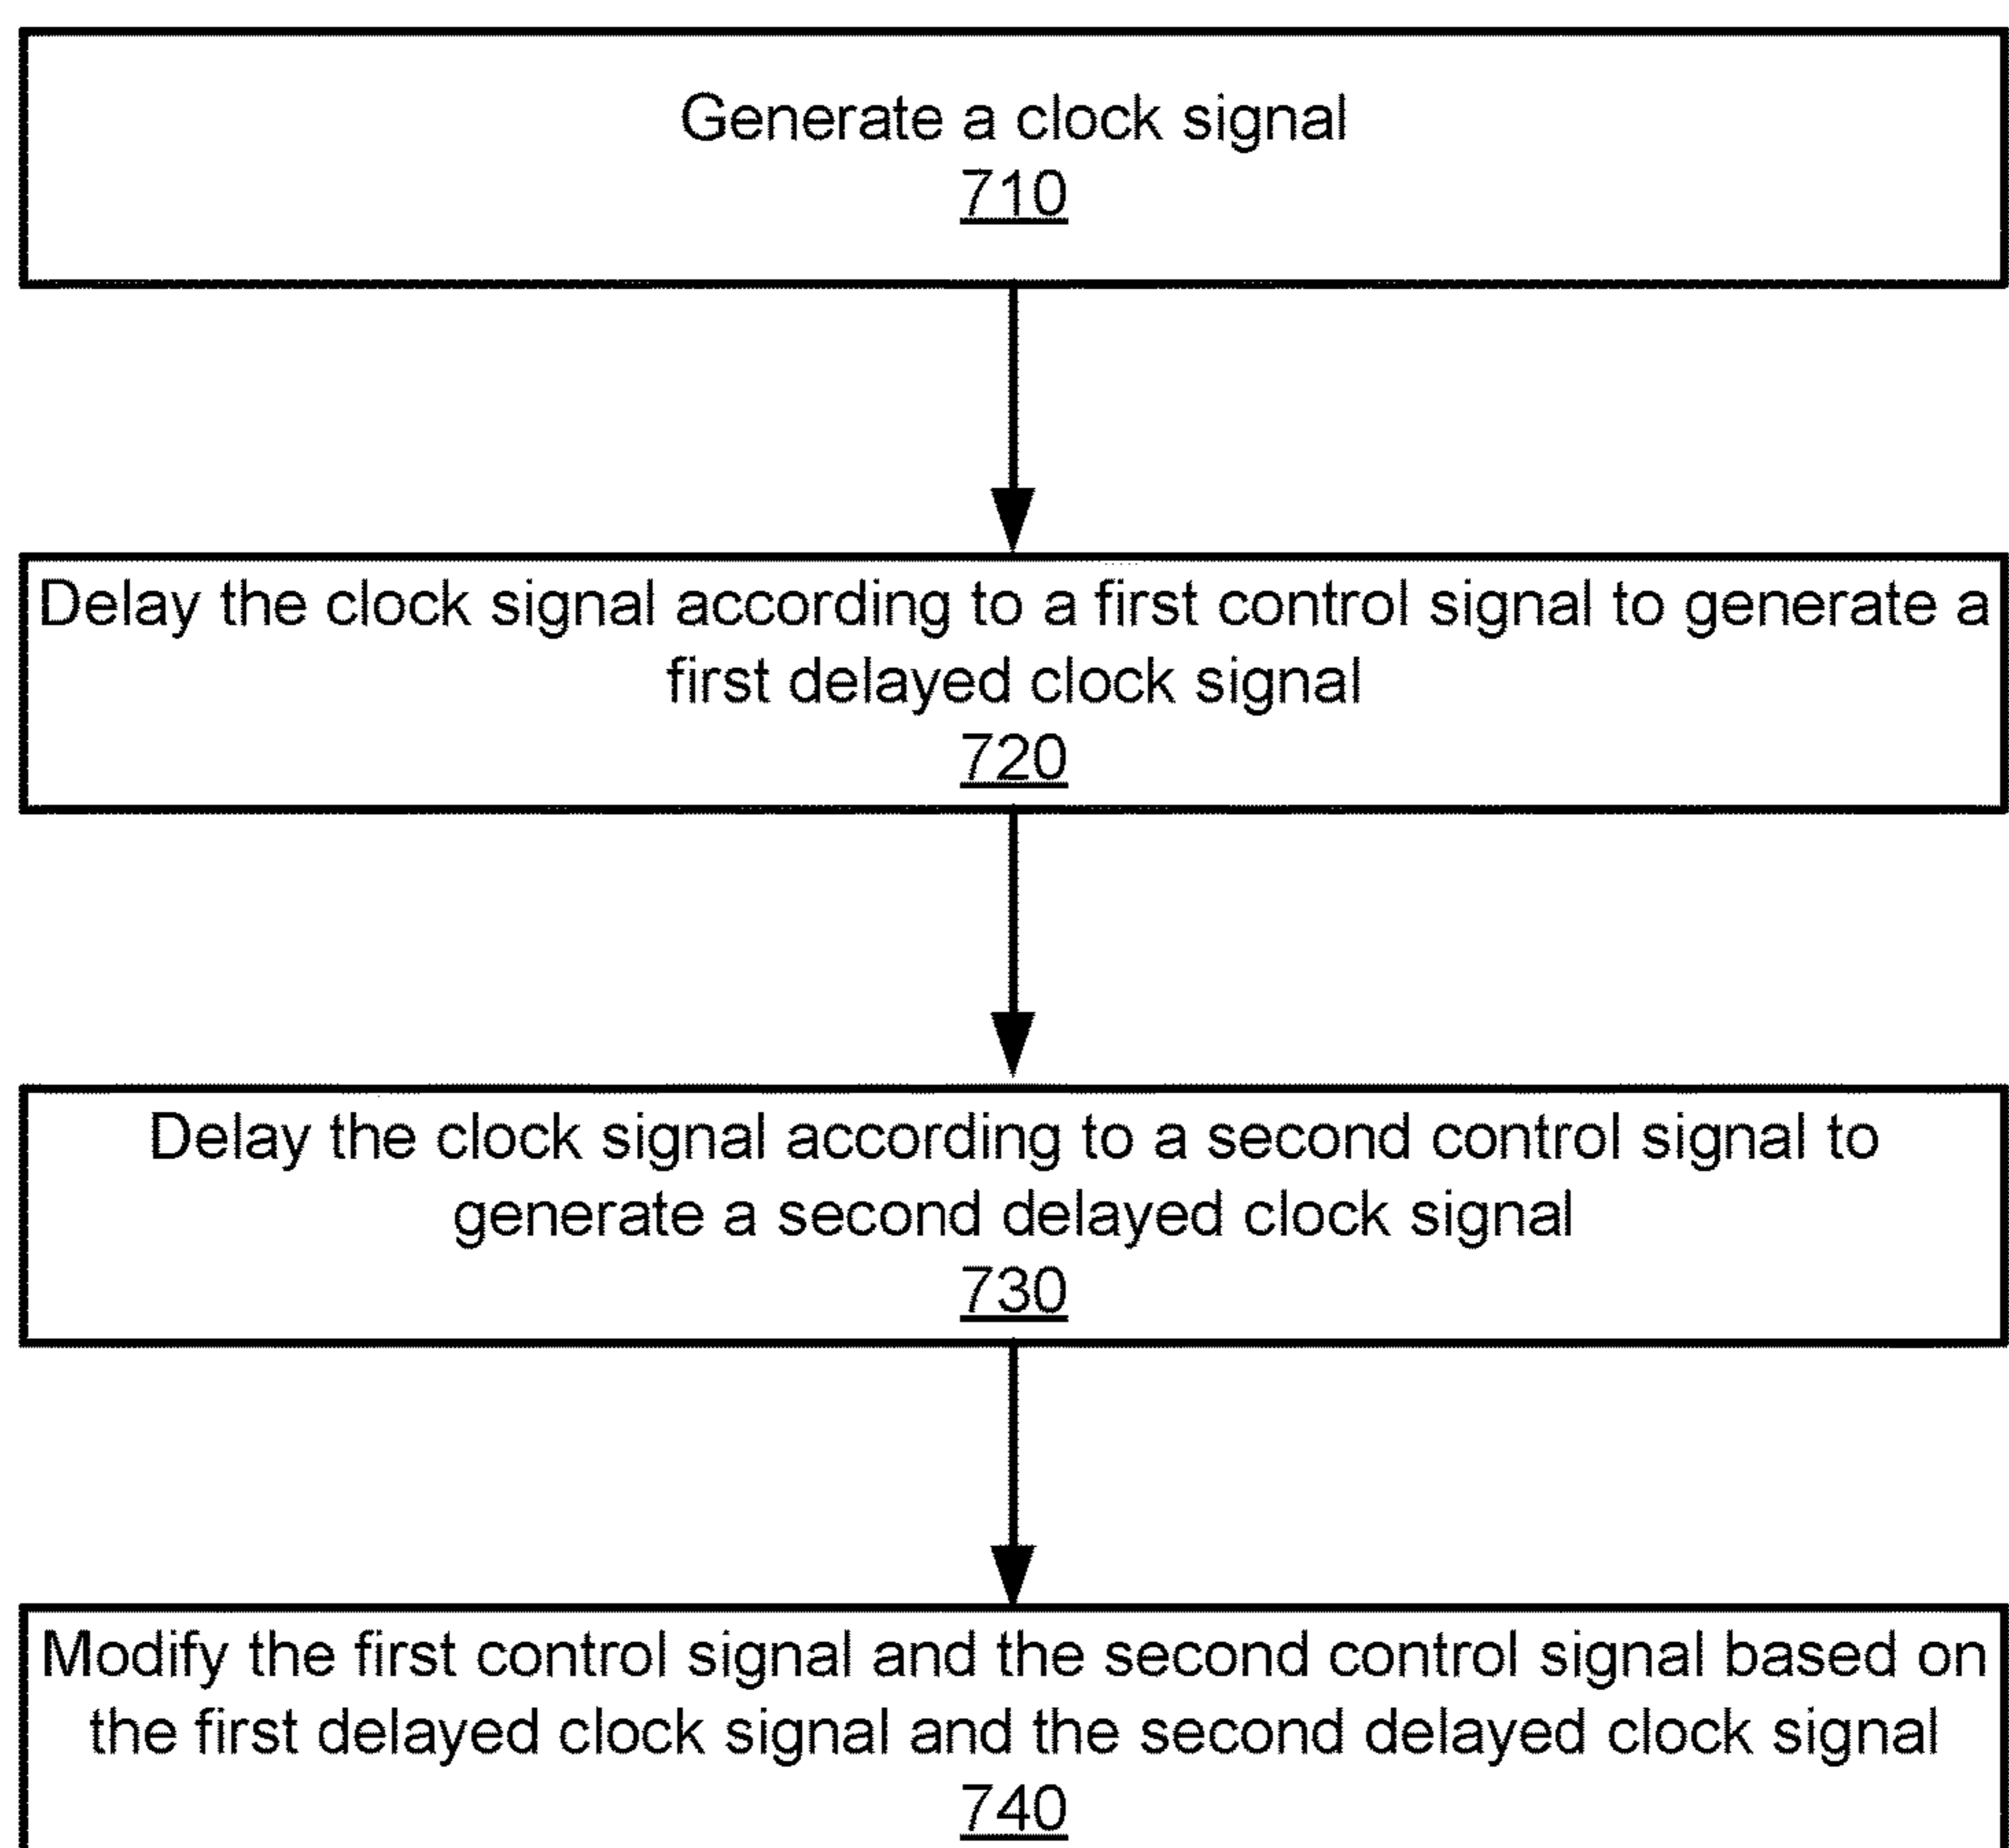 Generate a clock signal
710
Delay the clock signal according to a first control signal to generate a
first delayed clock signal
720
Delay the clock signal according to a second control signal to
generate a second delayed clock signal
730
Modify the first control signal and the second control signal based on
the first delayed clock signal and the second delayed clock signal
740